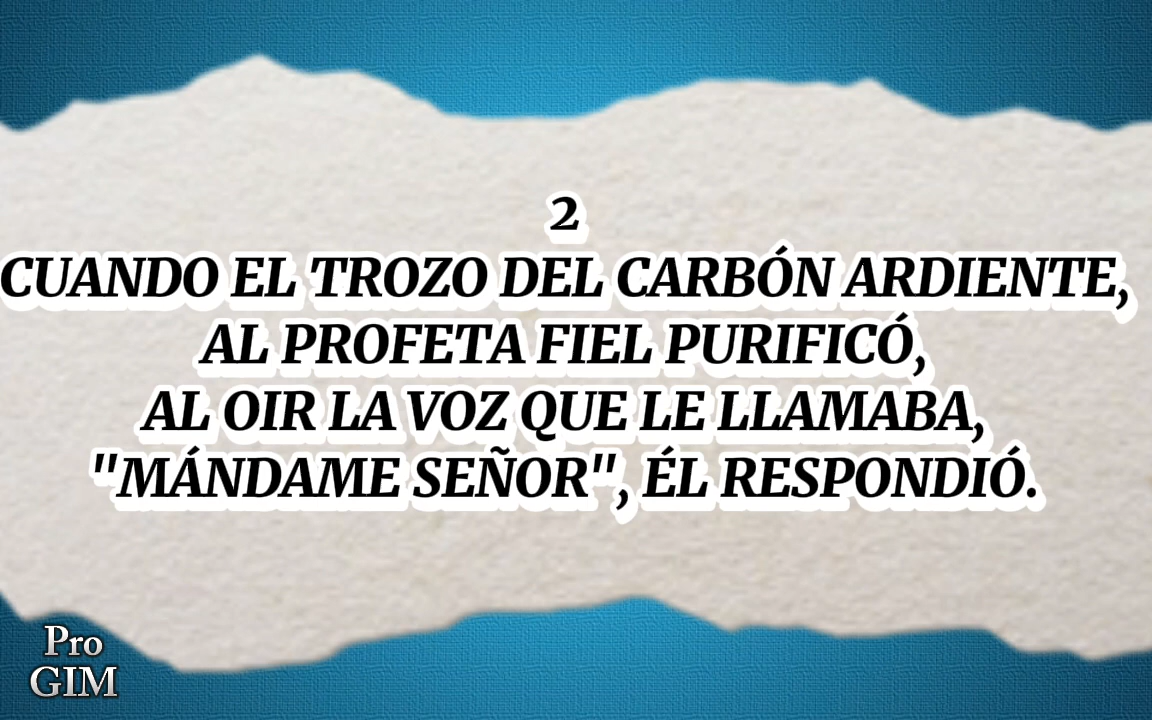 2
CUANDO EL TROZO DEL CARBÓN ARDIENTE,
AL PROFETA FIEL PURIFICÓ,
AL OIR LA VOZ QUE LE LLAMABA,
"MÁNDAME SEÑOR", ÉL RESPONDIÓ.
Pro
GIM